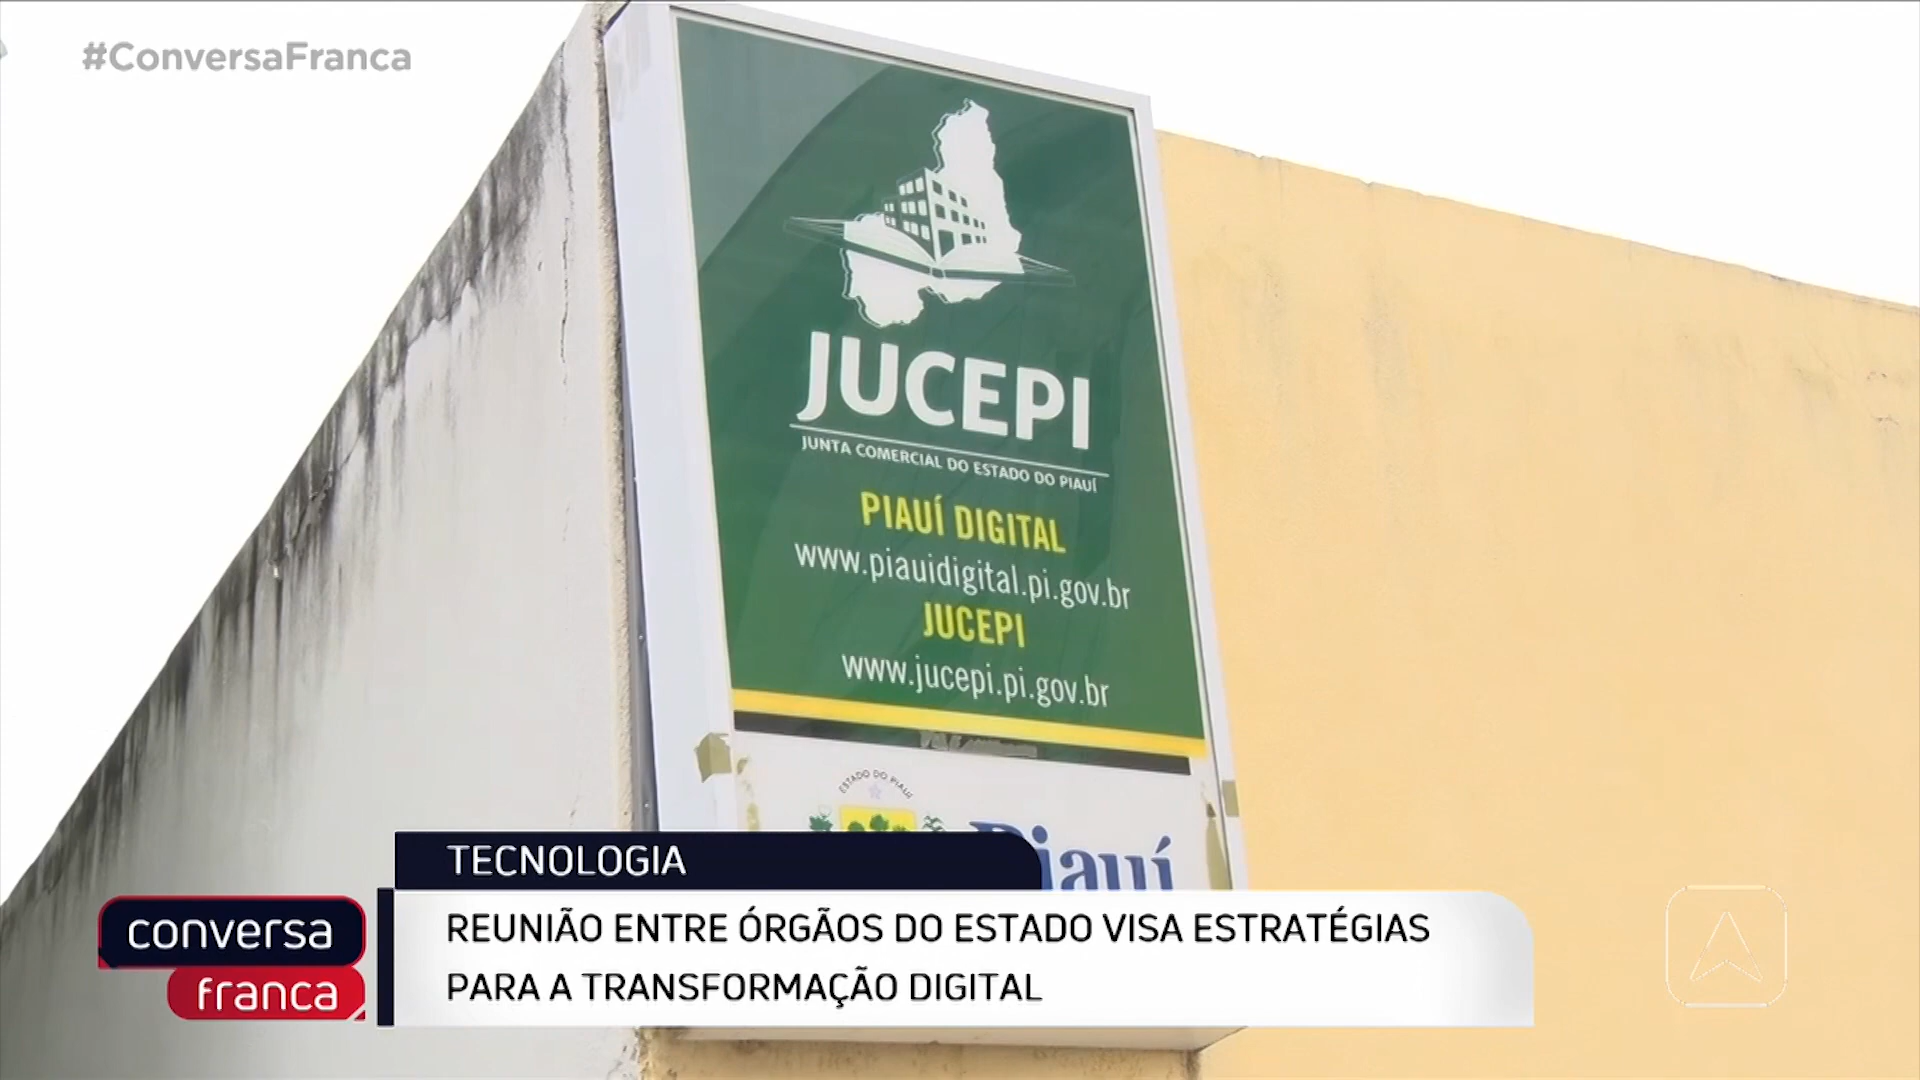 #ConversaFranca
JUCEPI
JUNTA COMERCIAL DO ESTADO DO PIAUÍ
PIAUÍ DIGITAL
www.piauidigital.pi.gov.br
JUCEPI
www.jucepi.pi.gov.br
ESTADO DO PIAUÍ
Piauí
TECNOLOGIA
conversa
franca
REUNIÃO ENTRE ÓRGÃOS DO ESTADO VISA ESTRATÉGIAS
PARA A TRANSFORMAÇÃO DIGITAL